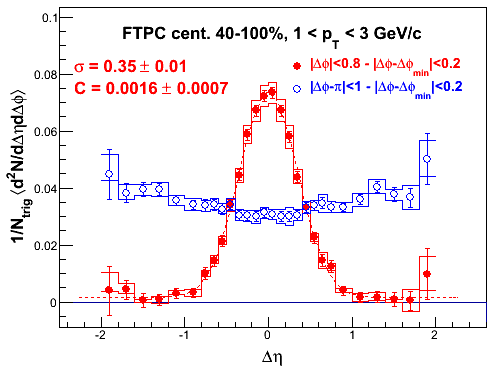 FTPC cent. 40-100%, 1 < p_T < 3 GeV/c
σ = 0.35 ± 0.01
C = 0.0016 ± 0.0007
|Δϕ|<0.8 - |Δϕ-Δϕ_min|<0.2
|Δϕ-π|<1 - |Δϕ-Δϕ_min|<0.2
1/N_trig ⟨d²N/dΔηdΔϕ⟩
0.1
0.08
0.06
0.04
0.02
0
-2 -1 0 1 2
Δη